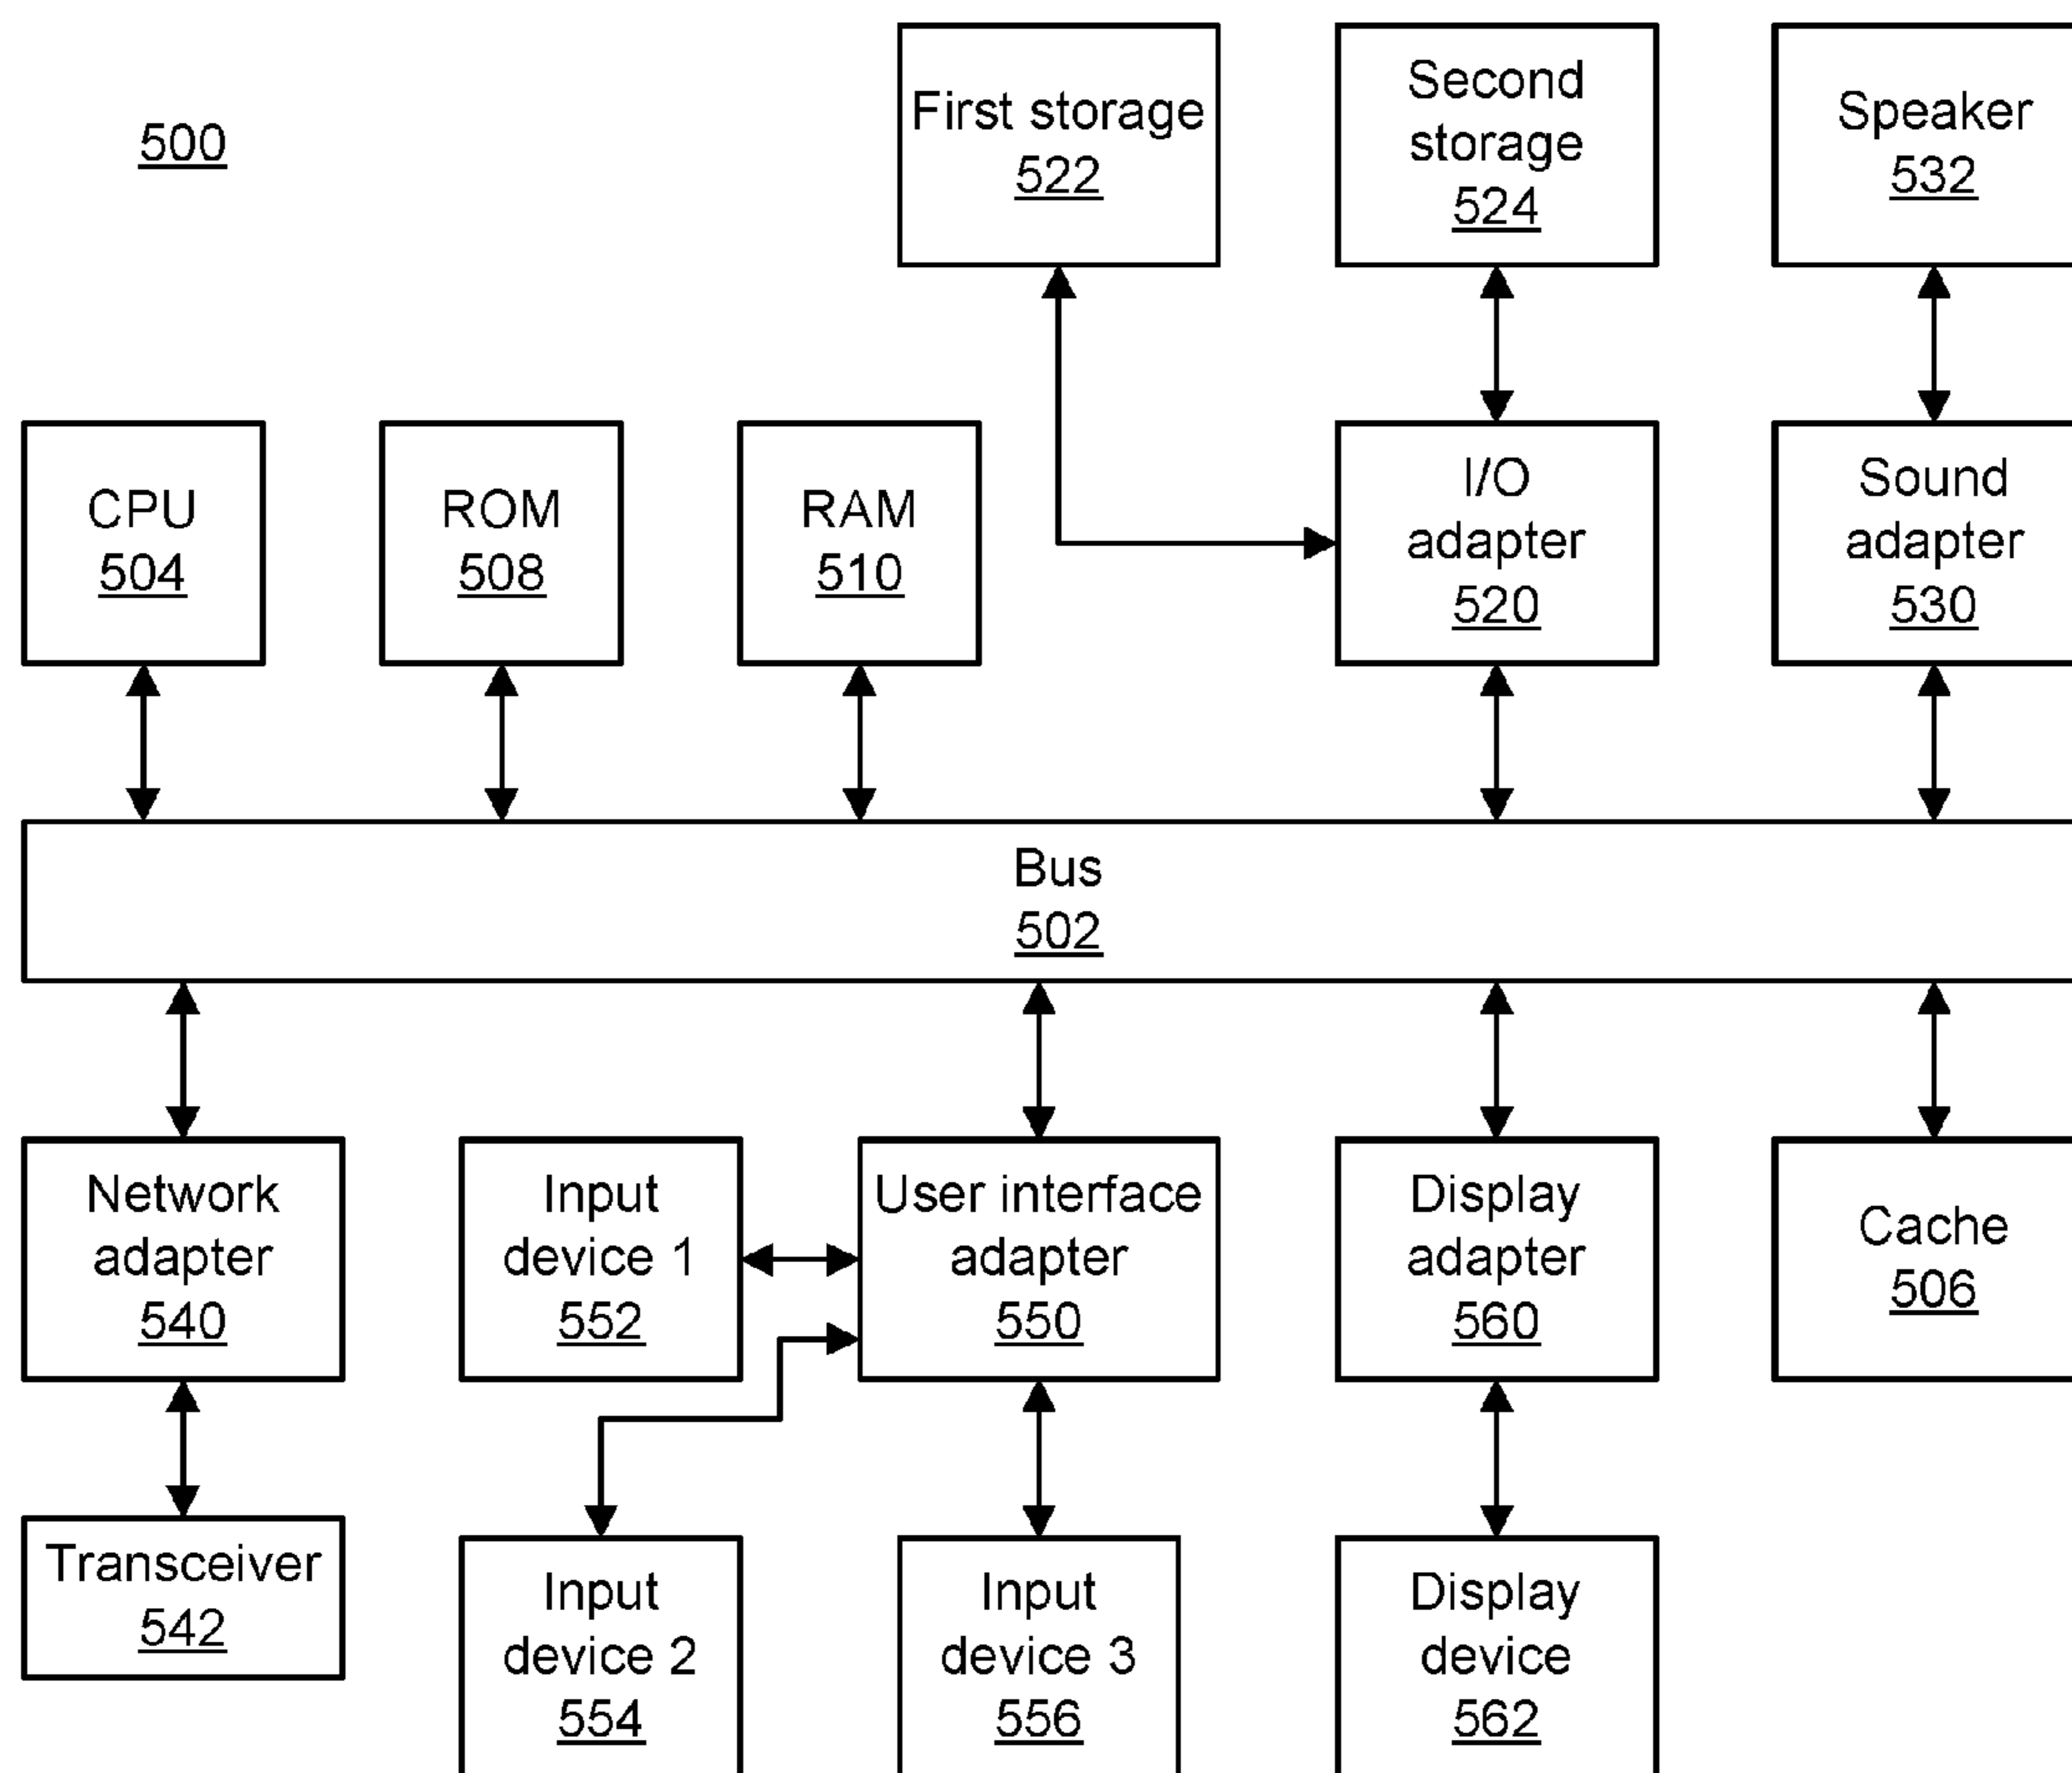 500
First storage
522
Second
storage
524
Speaker
532
CPU
504
ROM
508
RAM
510
I/O
adapter
520
Sound
adapter
530
Bus
502
Network
adapter
540
Input
device 1
552
User interface
adapter
550
Display
adapter
560
Cache
506
Transceiver
542
Input
device 2
554
Input
device 3
556
Display
device
562